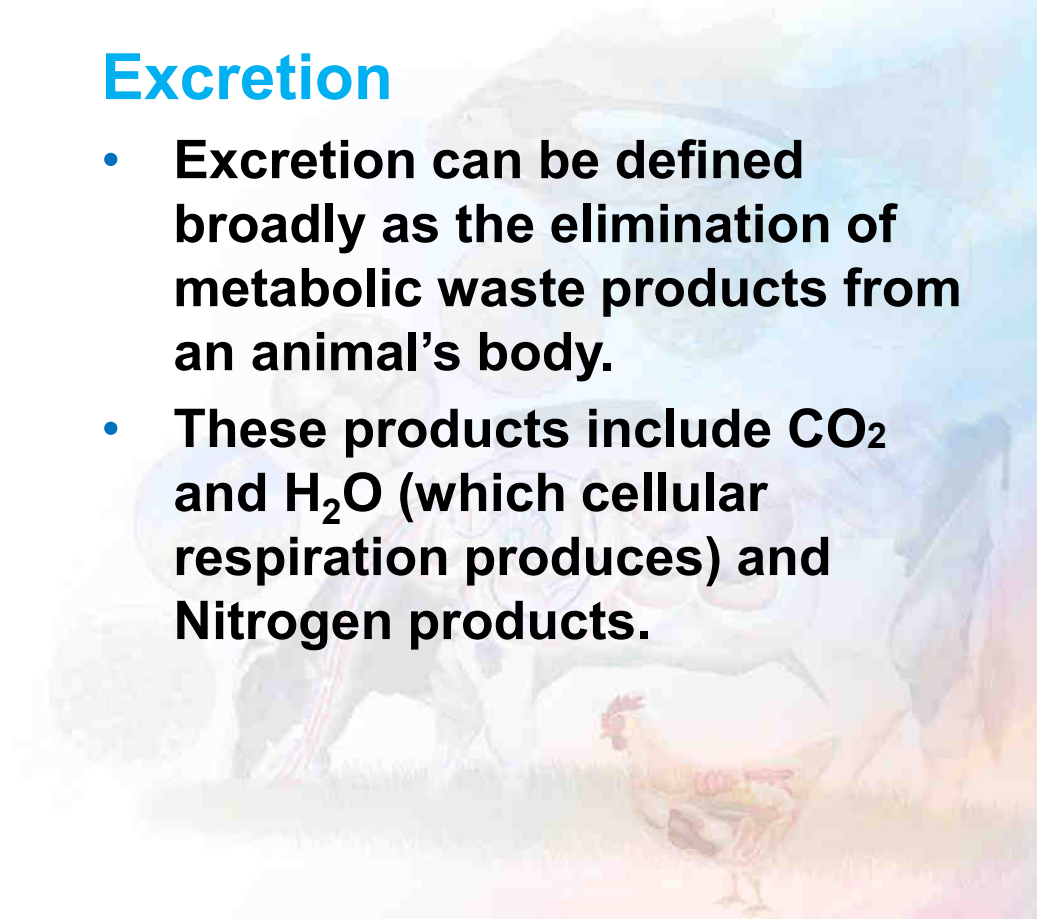 Excretion
• Excretion can be defined
broadly as the elimination of
metabolic waste products from
an animal’s body.
• These products include CO2
and H₂O (which cellular
respiration produces) and
Nitrogen products.